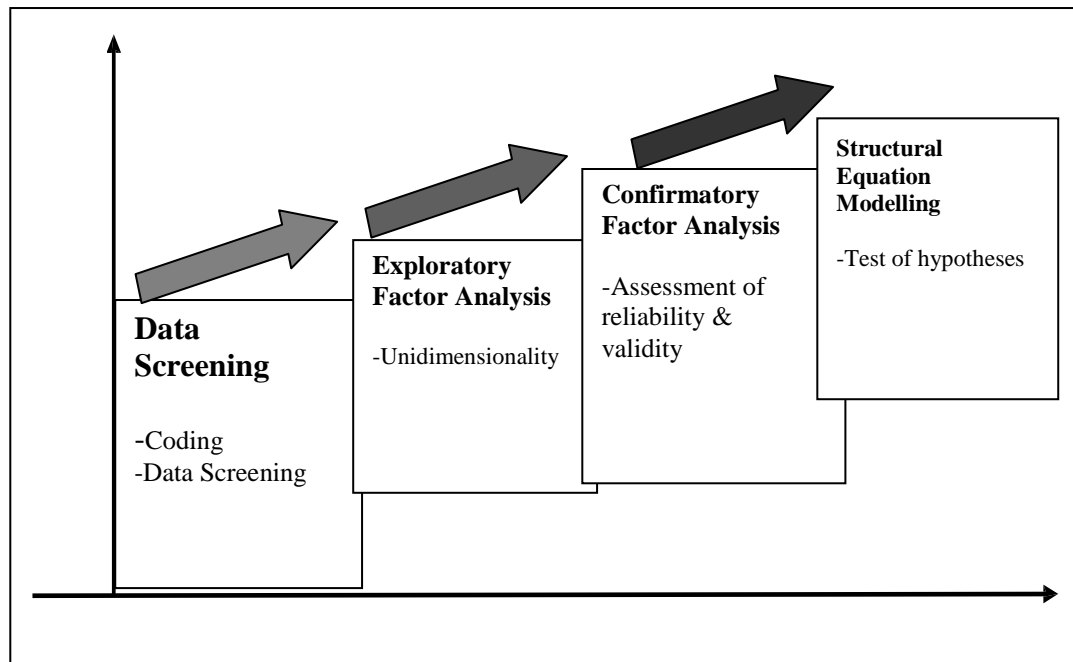 Data
Screening
-Coding
-Data Screening
Exploratory
Factor Analysis
-Unidimensionality
Confirmatory
Factor Analysis
-Assessment of
reliability &
validity
Structural
Equation
Modelling
-Test of hypotheses